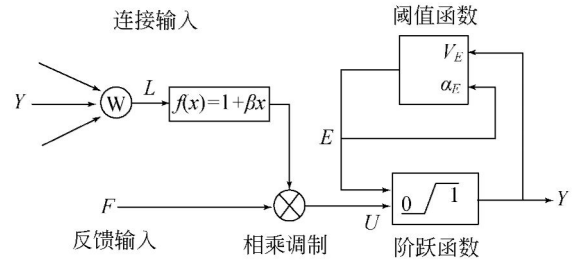 连接输入
阈值函数
V_E
α_E
Y
W
L
f(x)=1+βx
E
0 1
Y
F
U
反馈输入
相乘调制
阶跃函数